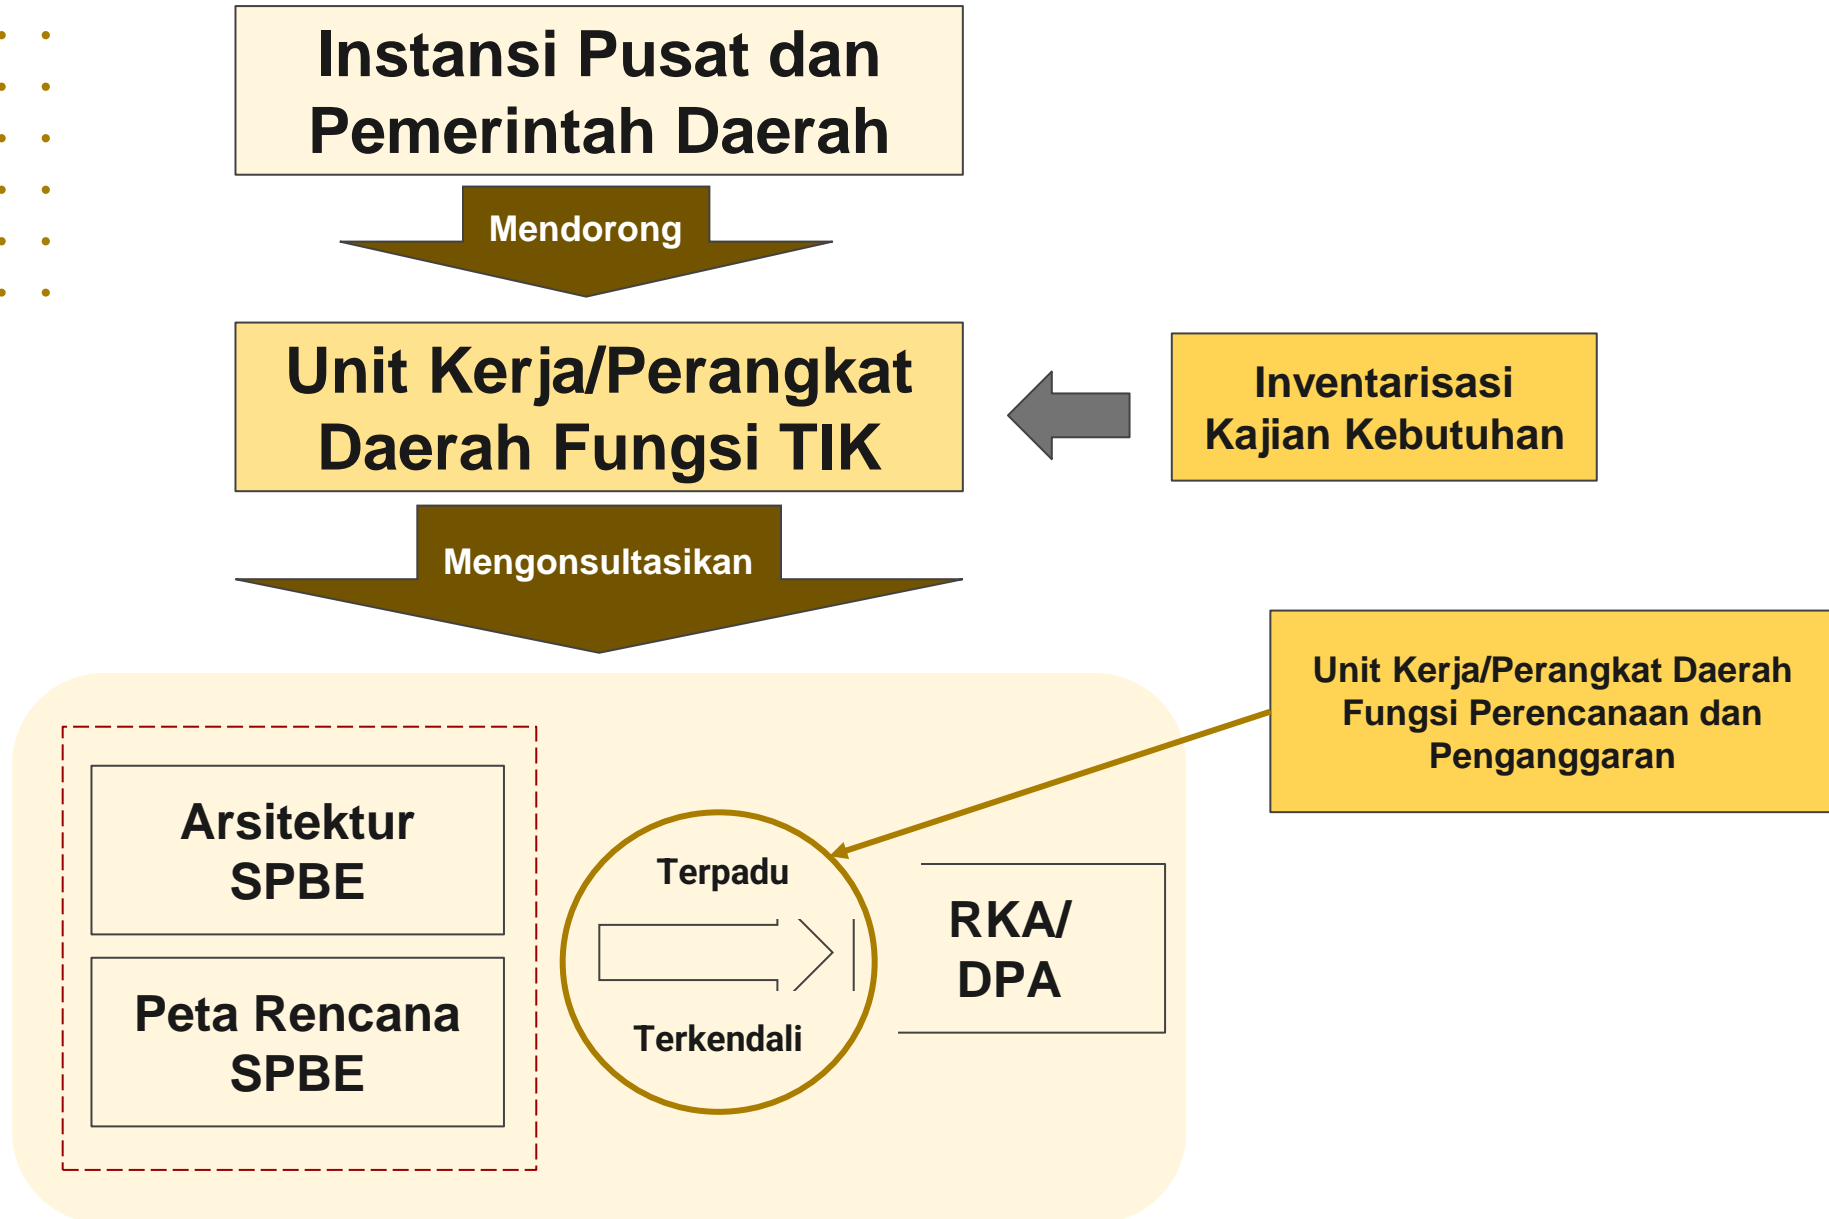 Instansi Pusat dan
Pemerintah Daerah
Mendorong
Unit Kerja/Perangkat
Daerah Fungsi TIK
Inventarisasi
Kajian Kebutuhan
Mengonsultasikan
Unit Kerja/Perangkat Daerah
Fungsi Perencanaan dan
Penganggaran
Arsitektur
SPBE
Peta Rencana
SPBE
Terpadu
Terkendali
RKA/
DPA